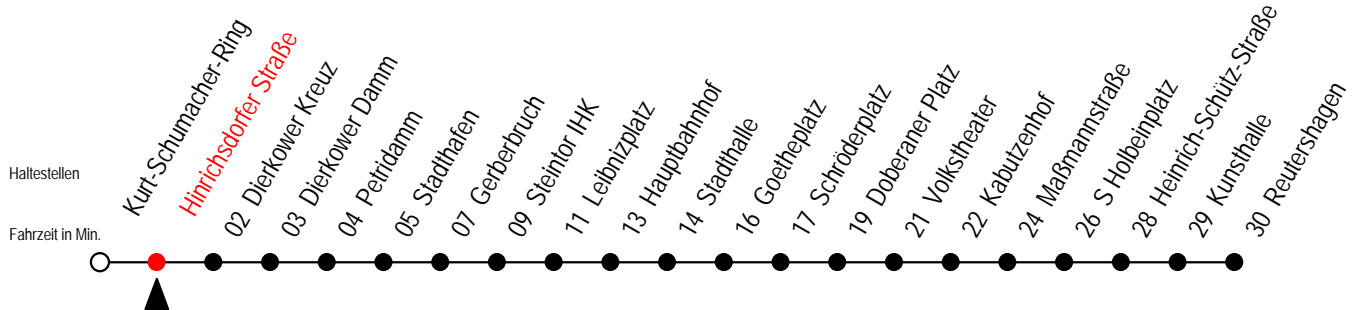 Haltestellen
Fahrzeit in Min.
Kurt-Schumacher-Ring
Hinrichsdorfer Straße
02 Dierkower Kreuz
03 Dierkower Damm
04 Petridamm
05 Stadthafen
07 Gerberbruch
09 Steintor IHK
11 Leibnizplatz
13 Hauptbahnhof
14 Stadthalle
16 Goetheplatz
17 Schröderplatz
19 Doberaner Platz
21 Volkstheater
22 Kabutzenhof
24 Maßmannstraße
26 S Holbeinplatz
28 Heinrich-Schütz-Straße
29 Kunsthalle
30 Reutershagen